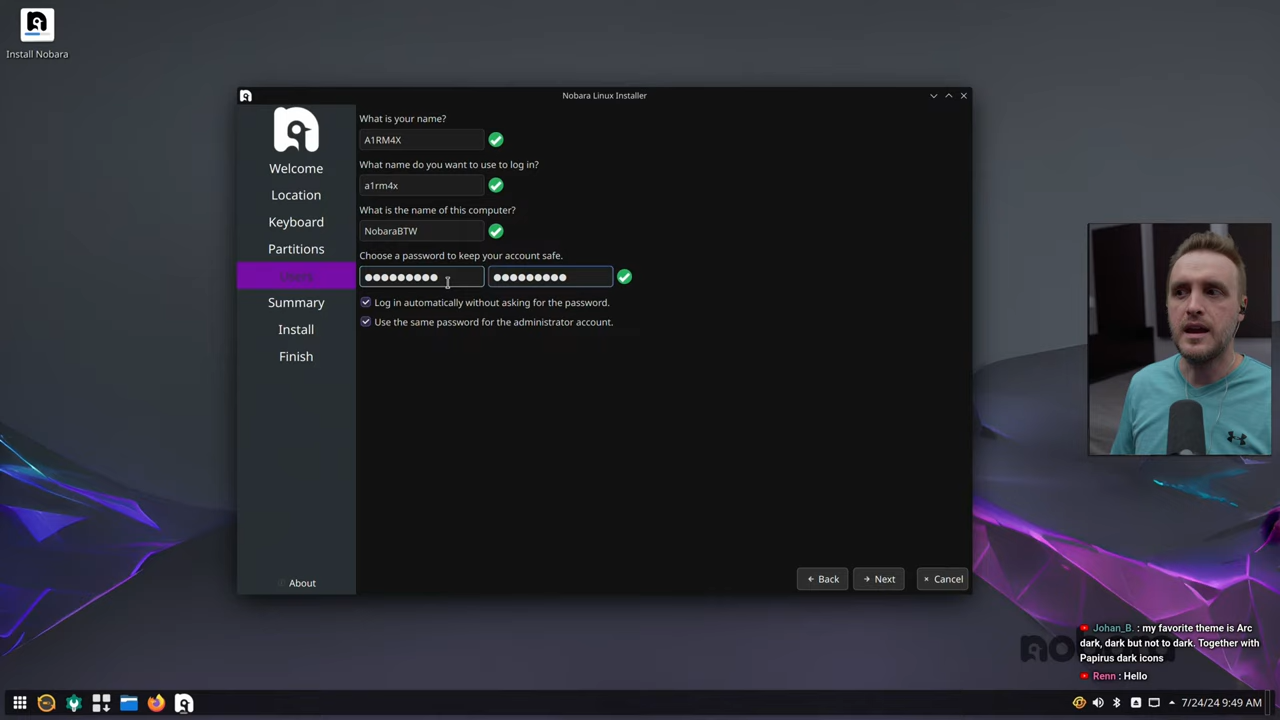 Install Nobara
Nobara Linux Installer
Welcome
Location
Keyboard
Partitions
Users
Summary
Install
Finish
About
What is your name?
A1RM4X
What name do you want to use to log in?
a1rm4x
What is the name of this computer?
NobaraBTW
Choose a password to keep your account safe.
●●●●●●●●● ●●●●●●●●●
Log in automatically without asking for the password.
Use the same password for the administrator account.
Back Next Cancel
Johan_B. : my favorite theme is Arc
dark, dark but not to dark. Together with
Papirus dark icons
Renn : Hello
7/24/24 9:49 AM